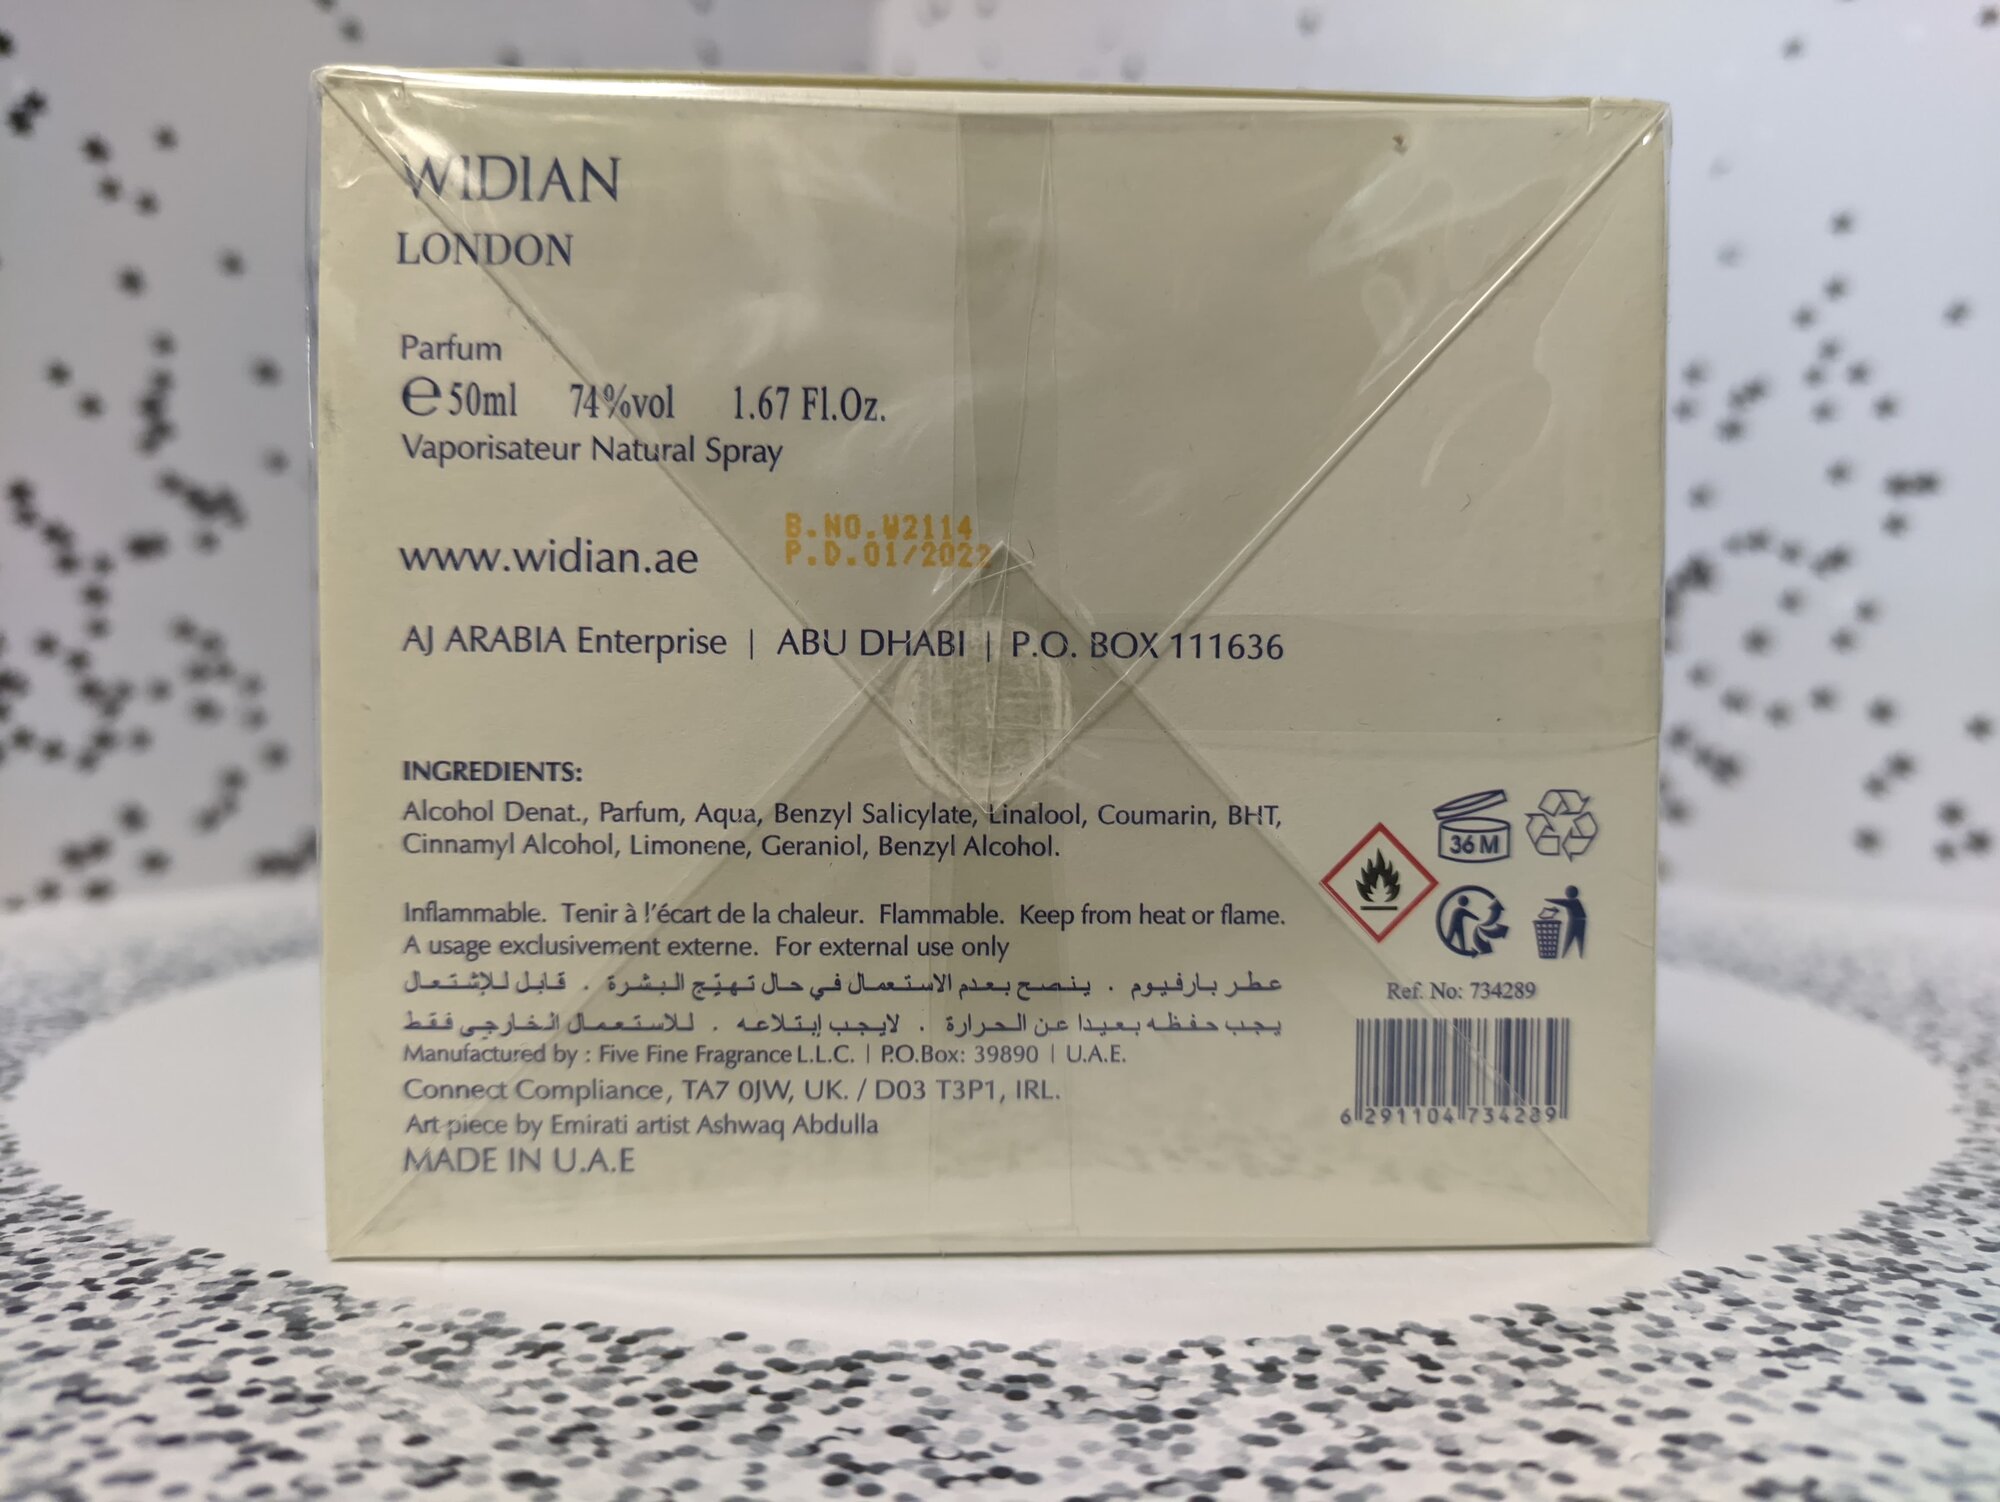 WIDIAN
LONDON
Parfum
℮ 50ml 74%vol 1.67 Fl.Oz.
Vaporisateur Natural Spray
B.NO.W2114
P.D.01/2022
www.widian.ae
AJ ARABIA Enterprise | ABU DHABI | P.O. BOX 111636
INGREDIENTS:
Alcohol Denat., Parfum, Aqua, Benzyl Salicylate, Linalool, Coumarin, BHT,
Cinnamyl Alcohol, Limonene, Geraniol, Benzyl Alcohol.
36 M
Inflammable. Tenir à l'écart de la chaleur. Flammable. Keep from heat or flame.
A usage exclusivement externe. For external use only
عطر بارفيوم . ينصح بعدم الاستعمال في حال تهيّج البشرة . قابل للإشتعال
يجب حفظه بعيدا عن الحرارة . لايجب إبتلاعه . للاستعمال الخارجي فقط
Manufactured by : Five Fine Fragrance L.L.C. | P.O.Box: 39890 | U.A.E.
Connect Compliance, TA7 0JW, UK. / D03 T3P1, IRL.
Art piece by Emirati artist Ashwaq Abdulla
MADE IN U.A.E
Ref. No: 734289
6 291104 734289